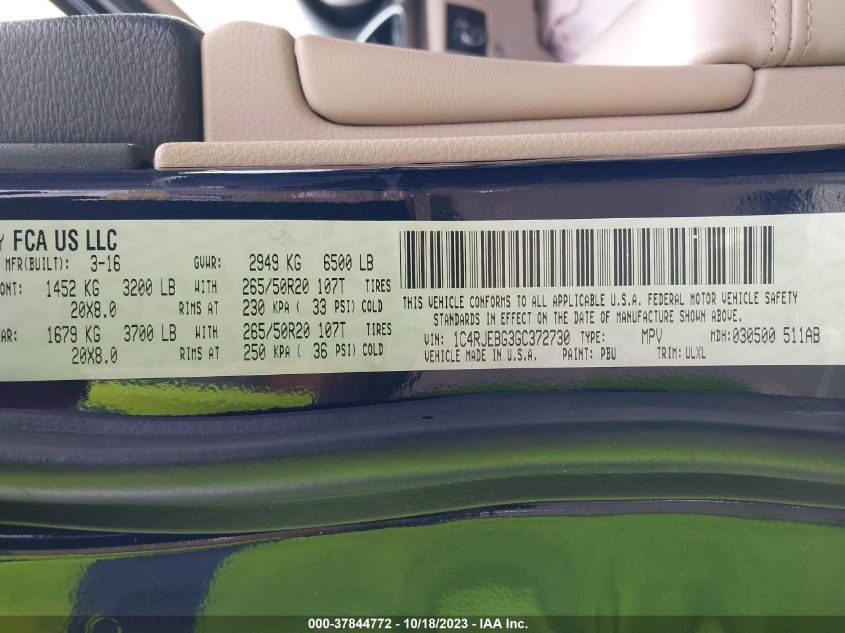 FCA US LLC
MFR(BUILT): 3-16 GVWR: 2949 KG 6500 LB
ONT: 1452 KG 3200 LB WITH 265/50R20 107T TIRES
20X8.0 RIMS AT 230 KPA ( 33 PSI) COLD
AR: 1679 KG 3700 LB WITH 265/50R20 107T TIRES
20X8.0 RIMS AT 250 KPA ( 36 PSI) COLD
THIS VEHICLE CONFORMS TO ALL APPLICABLE U.S.A. FEDERAL MOTOR VEHICLE SAFETY
STANDARDS IN EFFECT ON THE DATE OF MANUFACTURE SHOWN ABOVE.
VIN: 1C4RJEBG3GC372730 TYPE: MPV MDH:030500 511AB
VEHICLE MADE IN U.S.A. PAINT: PBU TRIM: ULXL
000-37844772 - 10/18/2023 - IAA Inc.